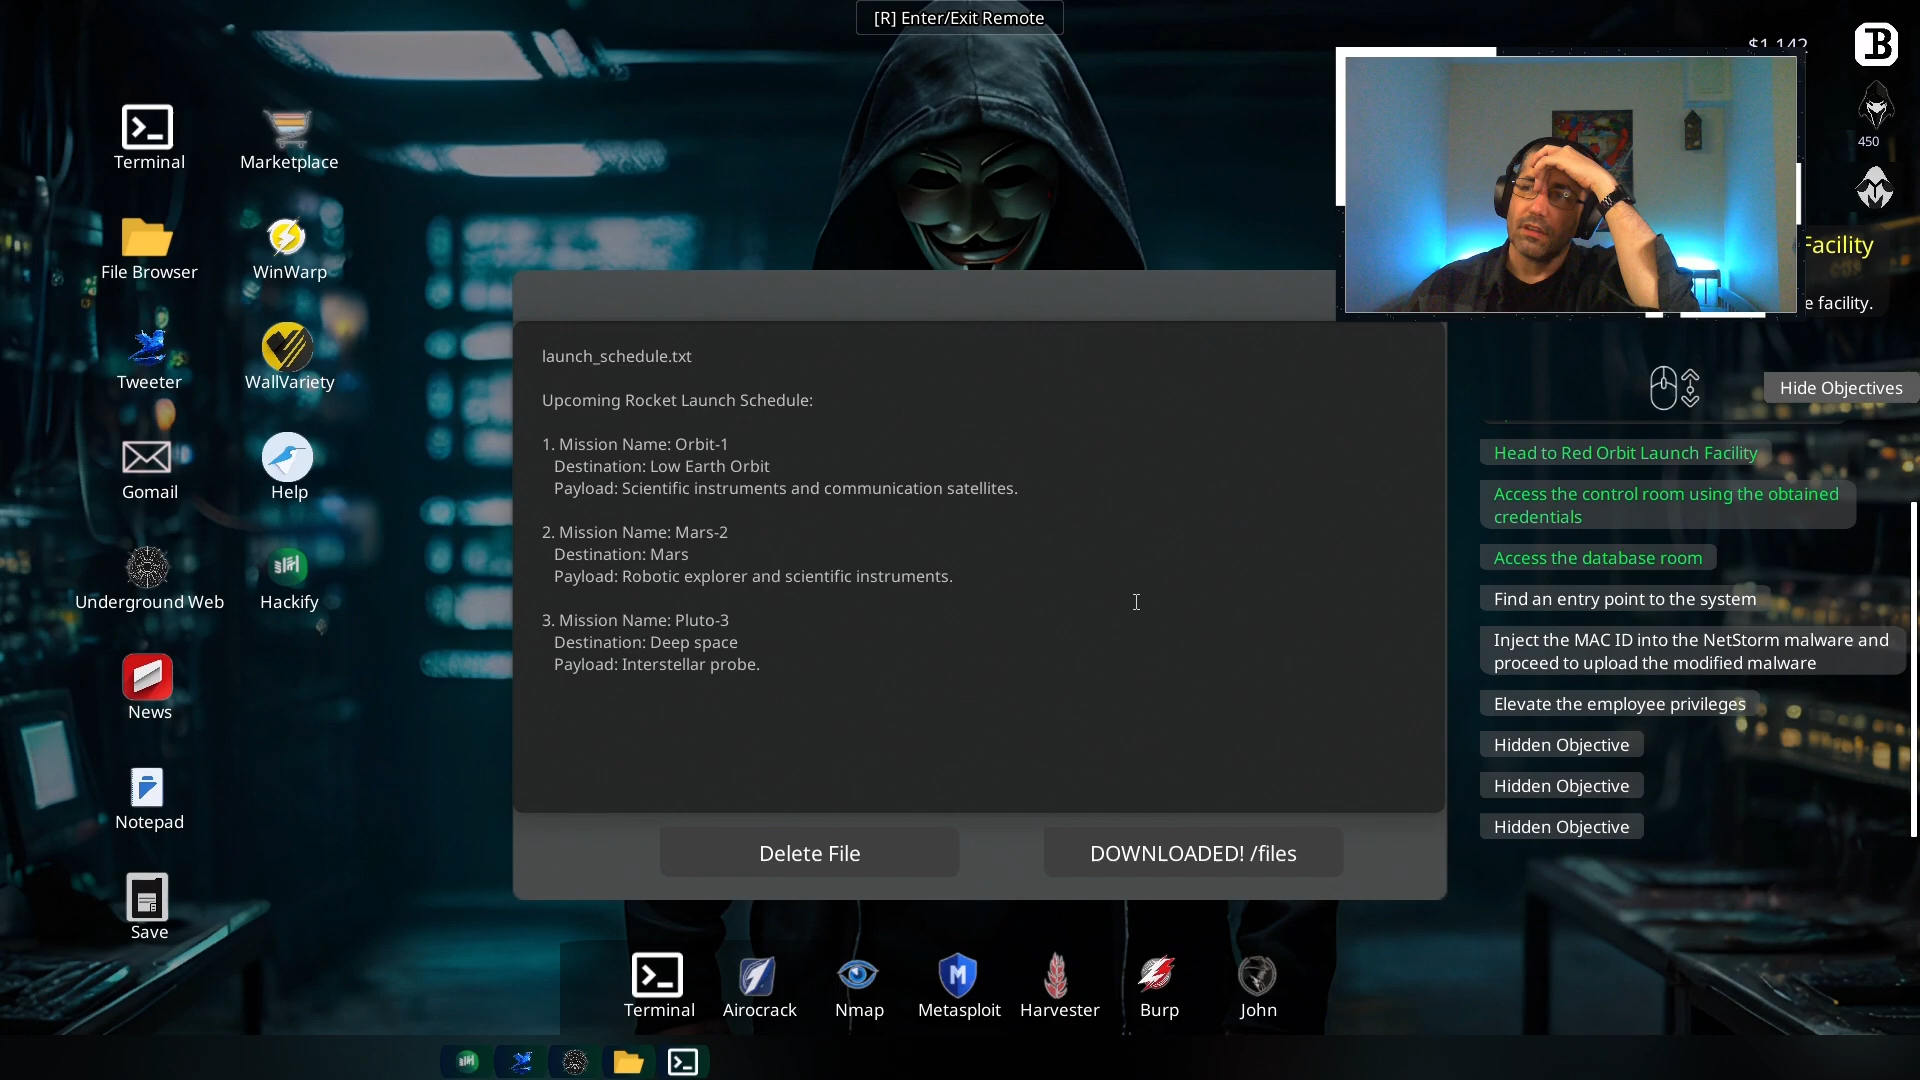 [R] Enter/Exit Remote
B
450
Facility
e facility.
Terminal
Marketplace
File Browser
WinWarp
Tweeter
WallVariety
Gomail
Help
Underground Web
Hackify
News
Notepad
Save
launch_schedule.txt
Upcoming Rocket Launch Schedule:
1. Mission Name: Orbit-1
Destination: Low Earth Orbit
Payload: Scientific instruments and communication satellites.
2. Mission Name: Mars-2
Destination: Mars
Payload: Robotic explorer and scientific instruments.
3. Mission Name: Pluto-3
Destination: Deep space
Payload: Interstellar probe.
Delete File
DOWNLOADED! /files
Hide Objectives
Head to Red Orbit Launch Facility
Access the control room using the obtained
credentials
Access the database room
Find an entry point to the system
Inject the MAC ID into the NetStorm malware and
proceed to upload the modified malware
Elevate the employee privileges
Hidden Objective
Hidden Objective
Hidden Objective
Terminal
Airocrack
Nmap
M
Metasploit
Harvester
Burp
John